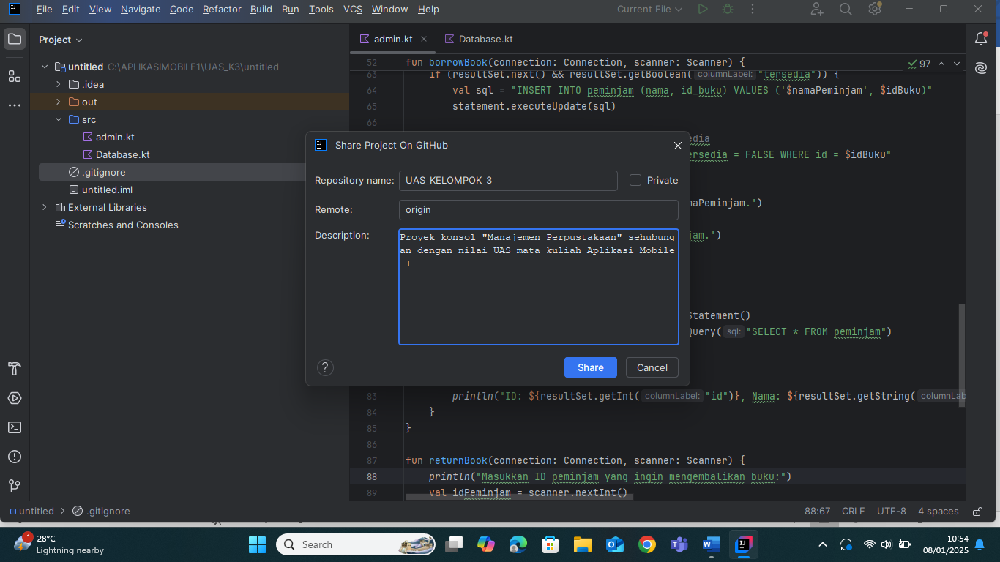 File Edit View Navigate Code Refactor Build Run Tools VCS Window Help Current File
Project
admin.kt
Database.kt
untitled C:\APLIKASIMOBILE1\UAS_K3\untitled
.idea
out
src
admin.kt
Database.kt
.gitignore
untitled.iml
External Libraries
Scratches and Consoles
52 fun borrowBook(connection: Connection, scanner: Scanner) {
97
63 if (resultSet.next() && resultSet.getBoolean( columnLabel: "tersedia")) {
64 val sql = "INSERT INTO peminjam (nama, id_buku) VALUES ('$namaPeminjam', $idBuku)"
65 statement.executeUpdate(sql)
66
dia
ersedia = FALSE WHERE id = $idBuku"
maPeminjam.")
jam.")
Statement()
Query( sql: "SELECT * FROM peminjam")
Share Project On GitHub
Repository name: UAS_KELOMPOK_3 Private
Remote: origin
Description: Proyek konsol "Manajemen Perpustakaan" sehubung
an dengan nilai UAS mata kuliah Aplikasi Mobile
1
? Share Cancel
83 println("ID: ${resultSet.getInt( columnLabel: "id")}, Nama: ${resultSet.getString( columnLab
84 }
85 }
86
87 fun returnBook(connection: Connection, scanner: Scanner) {
88 println("Masukkan ID peminjam yang ingin mengembalikan buku:")
89 val idPeminjam = scanner.nextInt()
untitled > .gitignore 88:67 CRLF UTF-8 4 spaces
1
28°C
Lightning nearby
Search
10:54
08/01/2025